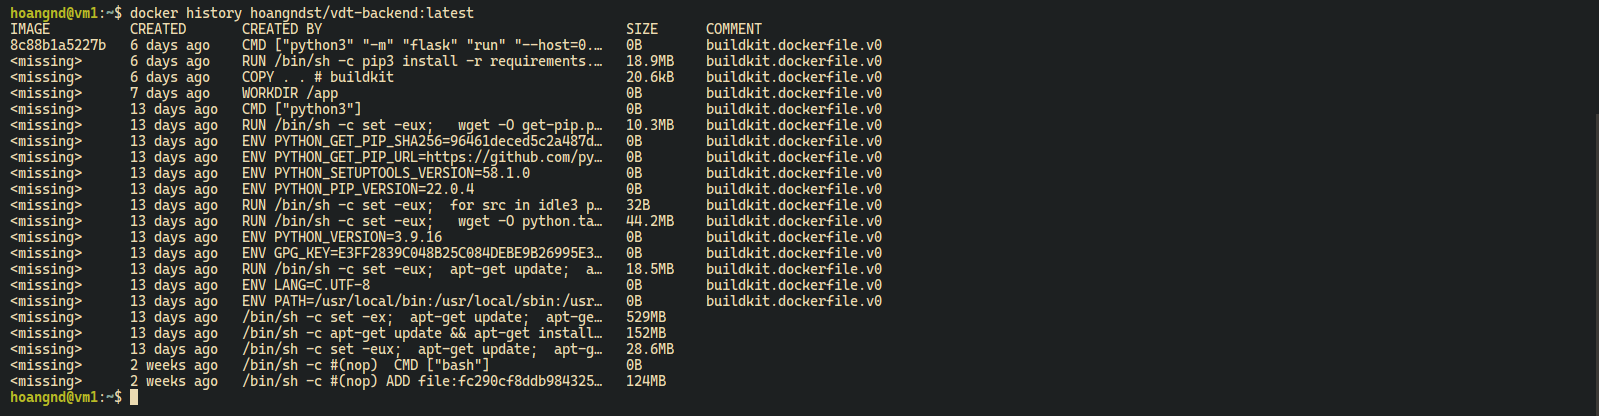 hoangnd@vm1:~$ docker history hoangndst/vdt-backend:latest
IMAGE CREATED CREATED BY SIZE COMMENT
8c88b1a5227b 6 days ago CMD ["python3" "-m" "flask" "run" "--host=0.… 0B buildkit.dockerfile.v0
<missing> 6 days ago RUN /bin/sh -c pip3 install -r requirements.… 18.9MB buildkit.dockerfile.v0
<missing> 6 days ago COPY . . # buildkit 20.6kB buildkit.dockerfile.v0
<missing> 7 days ago WORKDIR /app 0B buildkit.dockerfile.v0
<missing> 13 days ago CMD ["python3"] 0B buildkit.dockerfile.v0
<missing> 13 days ago RUN /bin/sh -c set -eux; wget -O get-pip.p… 10.3MB buildkit.dockerfile.v0
<missing> 13 days ago ENV PYTHON_GET_PIP_SHA256=96461deced5c2a487d… 0B buildkit.dockerfile.v0
<missing> 13 days ago ENV PYTHON_GET_PIP_URL=https://github.com/py… 0B buildkit.dockerfile.v0
<missing> 13 days ago ENV PYTHON_SETUPTOOLS_VERSION=58.1.0 0B buildkit.dockerfile.v0
<missing> 13 days ago ENV PYTHON_PIP_VERSION=22.0.4 0B buildkit.dockerfile.v0
<missing> 13 days ago RUN /bin/sh -c set -eux; for src in idle3 p… 32B buildkit.dockerfile.v0
<missing> 13 days ago RUN /bin/sh -c set -eux; wget -O python.ta… 44.2MB buildkit.dockerfile.v0
<missing> 13 days ago ENV PYTHON_VERSION=3.9.16 0B buildkit.dockerfile.v0
<missing> 13 days ago ENV GPG_KEY=E3FF2839C048B25C084DEBE9B26995E3… 0B buildkit.dockerfile.v0
<missing> 13 days ago RUN /bin/sh -c set -eux; apt-get update; a… 18.5MB buildkit.dockerfile.v0
<missing> 13 days ago ENV LANG=C.UTF-8 0B buildkit.dockerfile.v0
<missing> 13 days ago ENV PATH=/usr/local/bin:/usr/local/sbin:/usr… 0B buildkit.dockerfile.v0
<missing> 13 days ago /bin/sh -c set -ex; apt-get update; apt-ge… 529MB
<missing> 13 days ago /bin/sh -c apt-get update && apt-get install… 152MB
<missing> 13 days ago /bin/sh -c set -eux; apt-get update; apt-g… 28.6MB
<missing> 2 weeks ago /bin/sh -c #(nop) CMD ["bash"] 0B
<missing> 2 weeks ago /bin/sh -c #(nop) ADD file:fc290cf8ddb984325… 124MB
hoangnd@vm1:~$